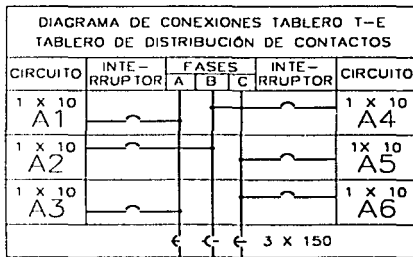 DIAGRAMA DE CONEXIONES TABLERO T-E
TABLERO DE DISTRIBUCIÓN DE CONTACTOS
CIRCUITO INTE-RRUPTOR FASES A B C INTE-RRUPTOR CIRCUITO
1 X 10 1 X 10
A1 A4
1 X 10 1X 10
A2 A5
1 X 10 1 X 10
A3 A6
3 X 150